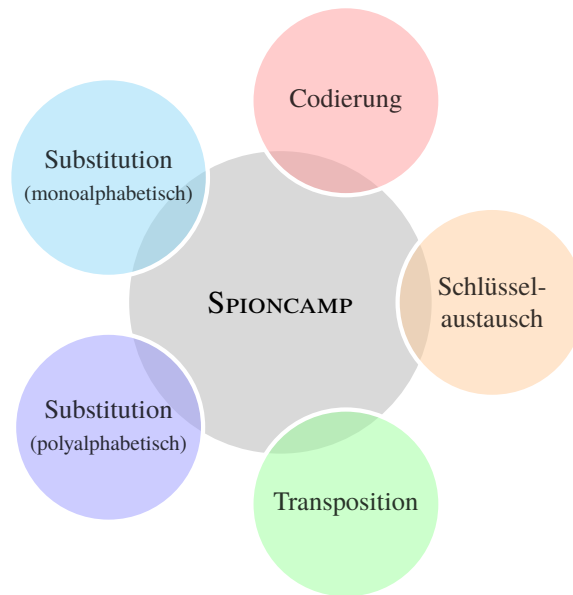 Codierung
Substitution
(monoalphabetisch)
SPIONCAMP
Schlüssel-
austausch
Substitution
(polyalphabetisch)
Transposition